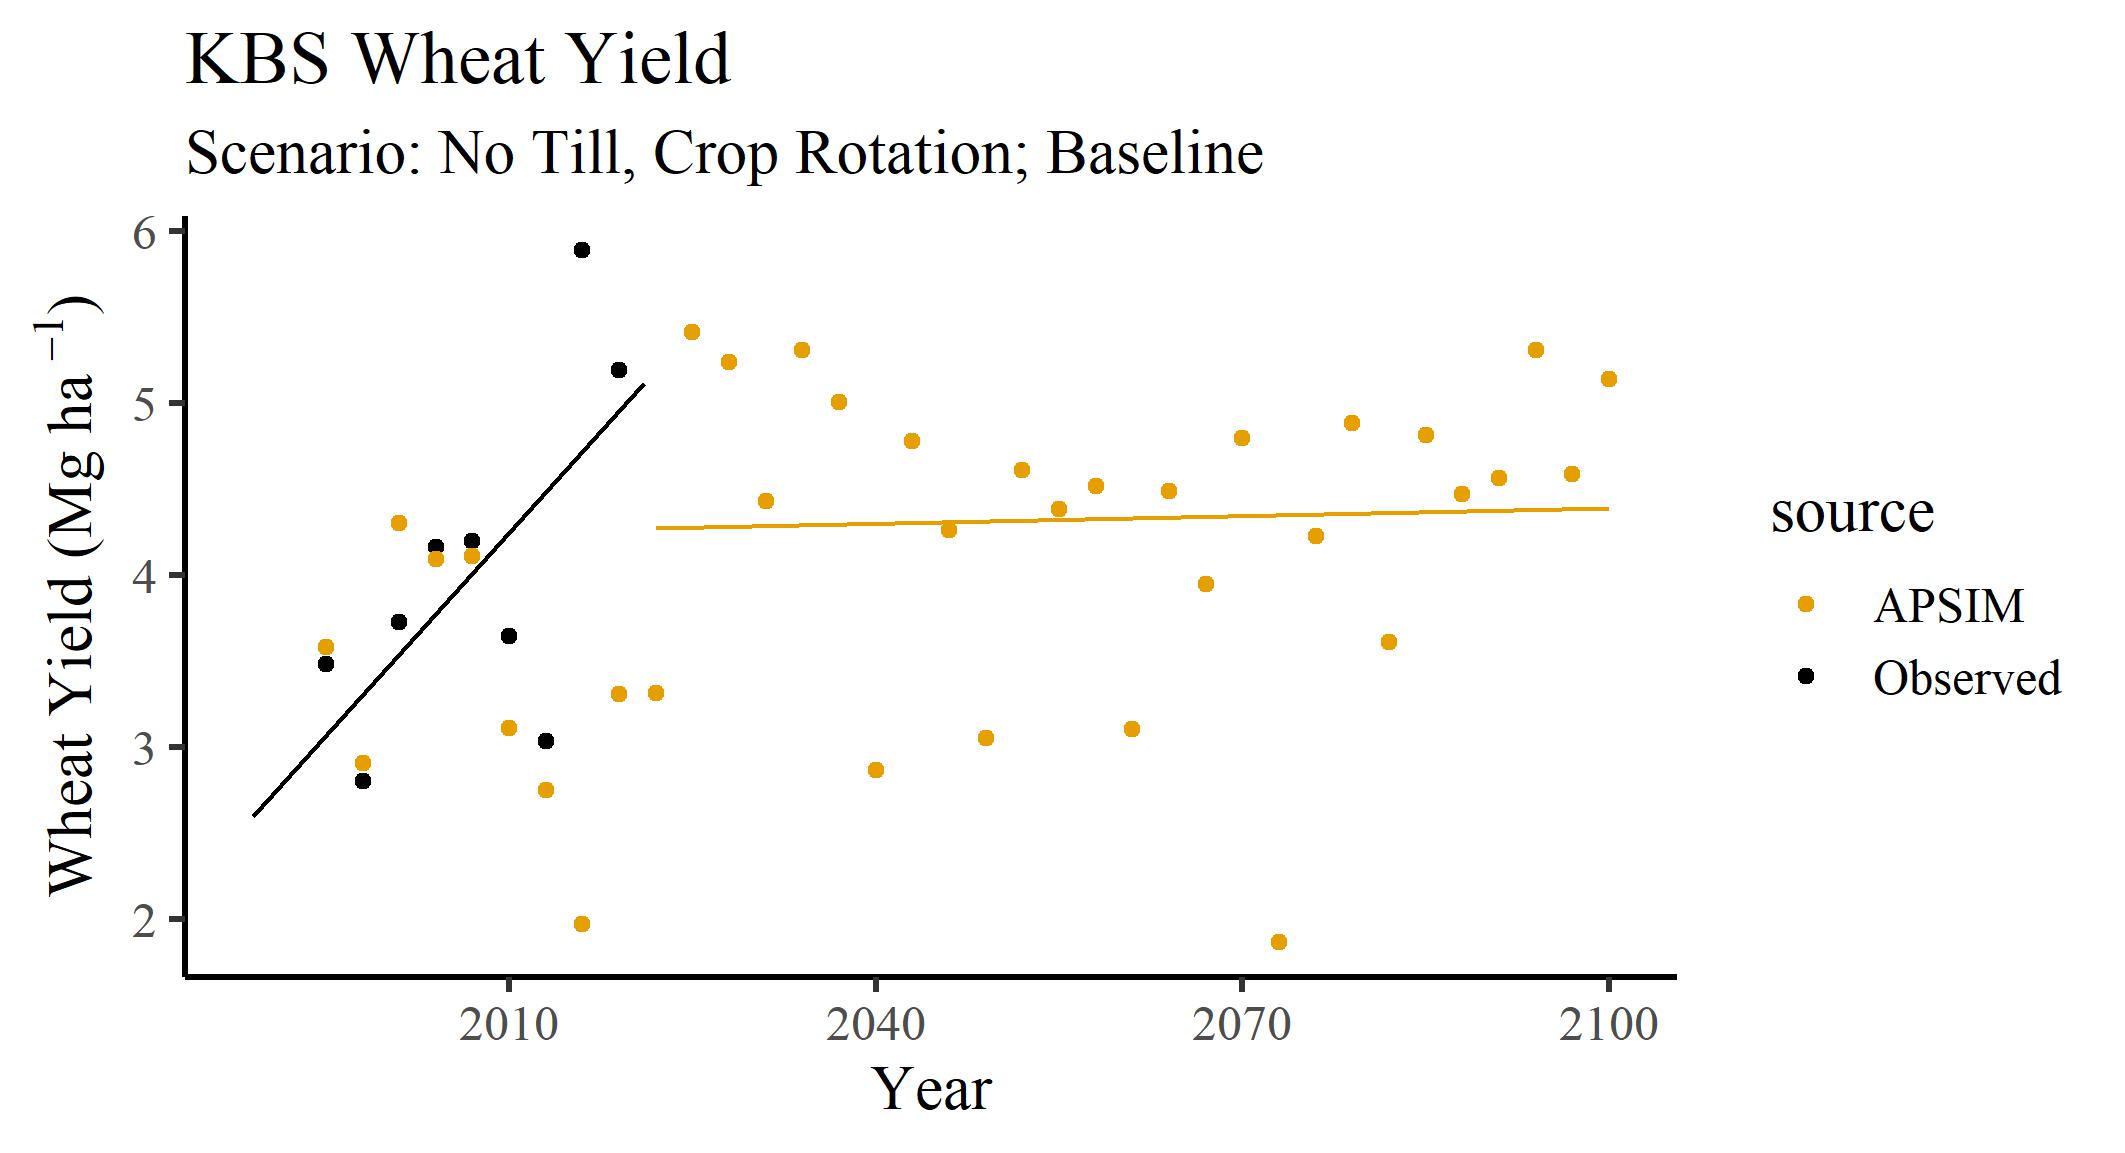 KBS Wheat Yield
Scenario: No Till, Crop Rotation; Baseline
Wheat Yield (Mg ha⁻¹)
6
5
4
3
2
2010 2040 2070 2100
Year
source
APSIM
Observed